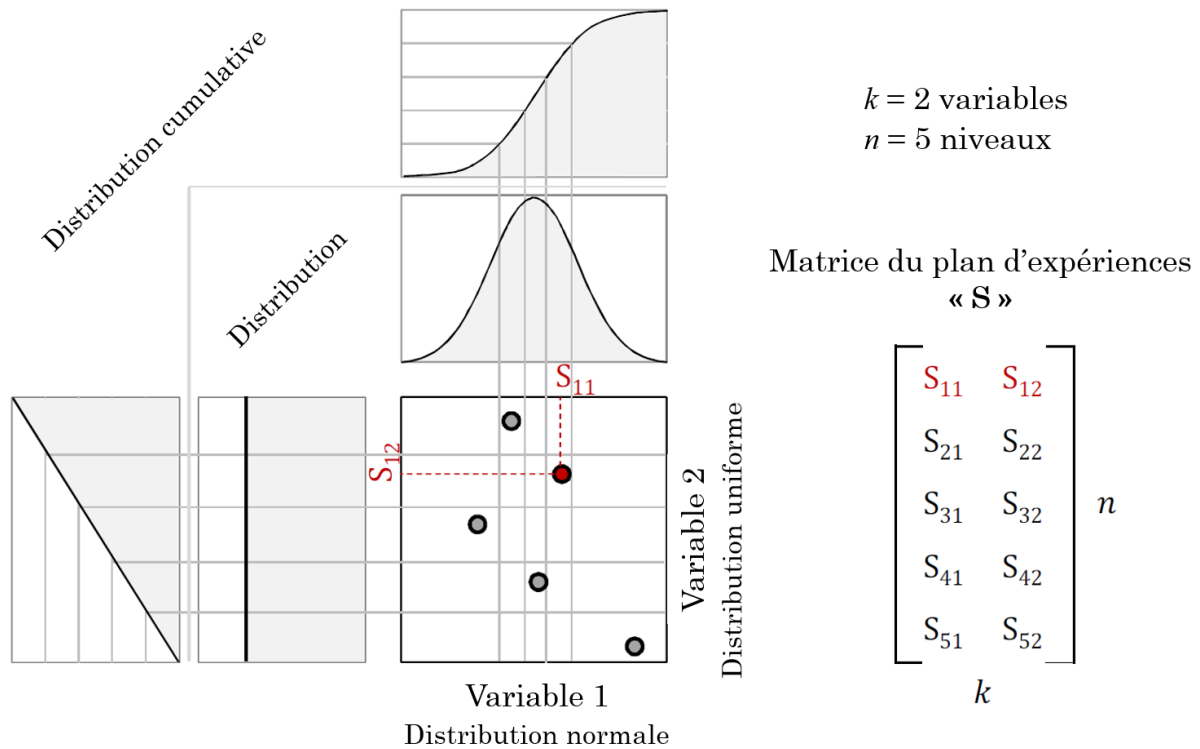 Distribution cumulative
k = 2 variables
n = 5 niveaux
Distribution
Matrice du plan d’expériences
« S »
S11
S12
S11 S12
S21 S22
S31 S32
S41 S42
S51 S52
n
k
Variable 2
Distribution uniforme
Variable 1
Distribution normale